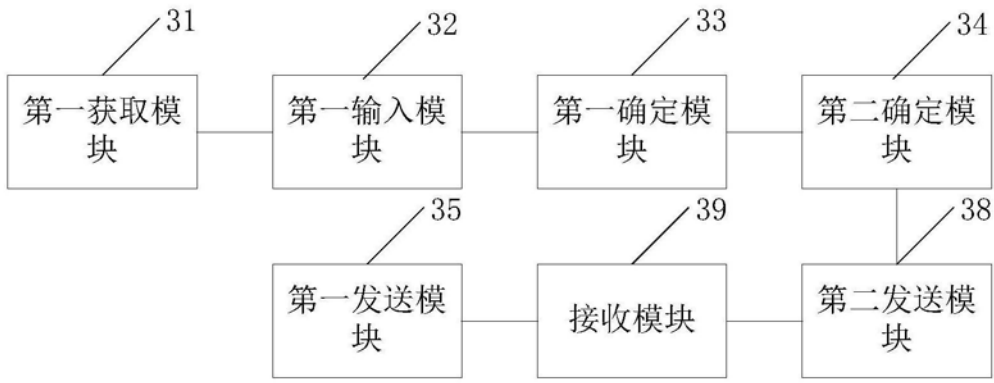 31
32
33
34
第一获取模
块
第一输入模
块
第一确定模
块
第二确定模
块
35
39
38
第一发送模
块
接收模块
第二发送模
块